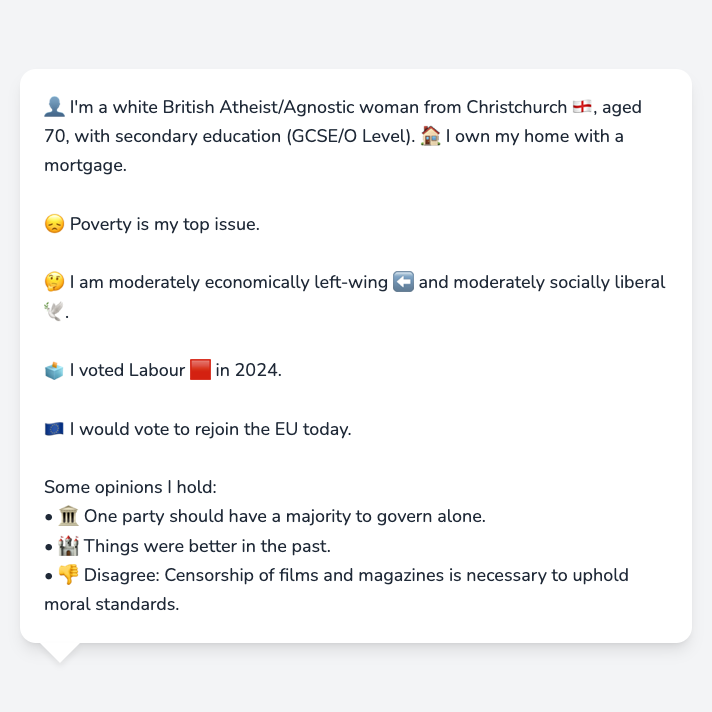 👤 I'm a white British Atheist/Agnostic woman from Christchurch 🏴󠁧󠁢󠁥󠁮󠁧󠁿, aged
70, with secondary education (GCSE/O Level). 🏠 I own my home with a
mortgage.
😞 Poverty is my top issue.
🤔 I am moderately economically left-wing ⬅️ and moderately socially liberal
🕊️.
🗳️ I voted Labour 🟥 in 2024.
🇪🇺 I would vote to rejoin the EU today.
Some opinions I hold:
• 🏛️ One party should have a majority to govern alone.
• 🏰 Things were better in the past.
• 👎 Disagree: Censorship of films and magazines is necessary to uphold
moral standards.